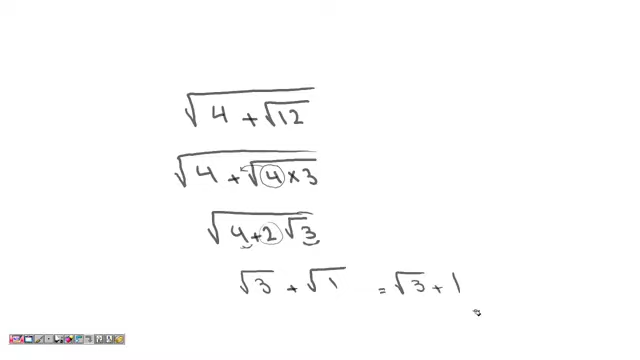 √(4 + √12)
√(4 + √(4 × 3))
√(4 + 2√3)
√3 + √1 = √3 + 1